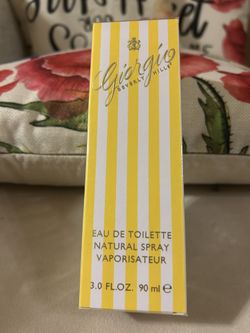 Giorgio
BEVERLY HILLS
EAU DE TOILETTE
NATURAL SPRAY
VAPORISATEUR
3.0 FL.OZ. 90 ml ℮